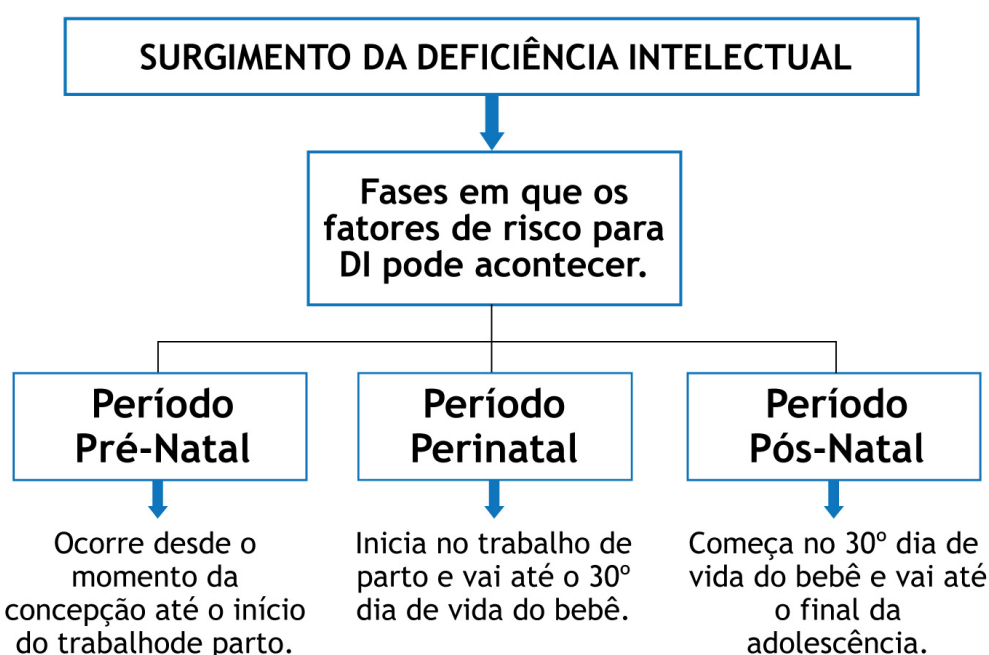 SURGIMENTO DA DEFICIÊNCIA INTELECTUAL
Fases em que os
fatores de risco para
DI pode acontecer.
Período
Pré-Natal
Ocorre desde o
momento da
concepção até o início
do trabalhode parto.
Período
Perinatal
Inicia no trabalho de
parto e vai até o 30º
dia de vida do bebê.
Período
Pós-Natal
Começa no 30º dia de
vida do bebê e vai até
o final da
adolescência.